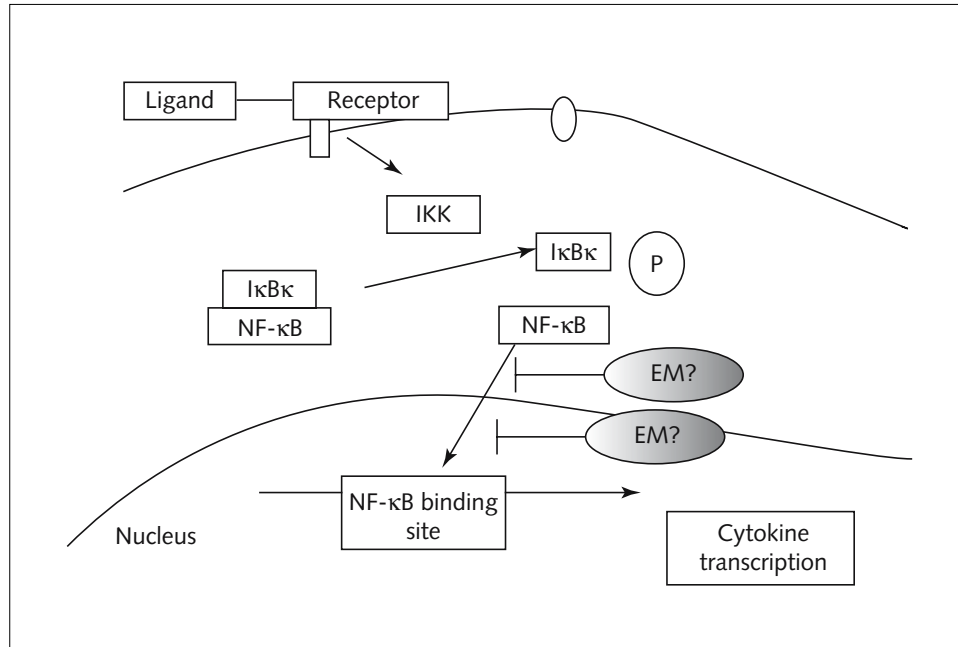 Ligand
Receptor
IKK
IκBκ
P
IκBκ
NF-κB
NF-κB
EM?
EM?
NF-κB binding
site
Nucleus
Cytokine
transcription